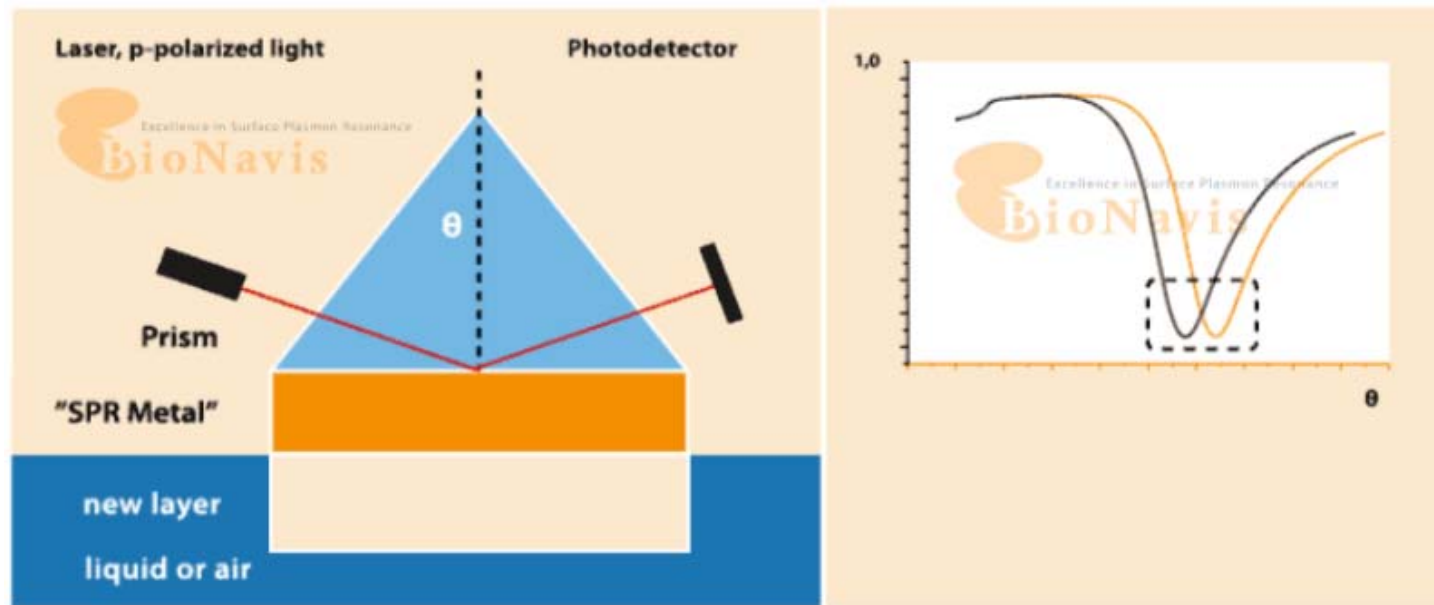 Laser, p-polarized light
Photodetector
Excellence in Surface Plasmon Resonance
BioNavis
θ
Prism
"SPR Metal"
new layer
liquid or air
1,0
Excellence in Surface Plasmon Resonance
BioNavis
θ